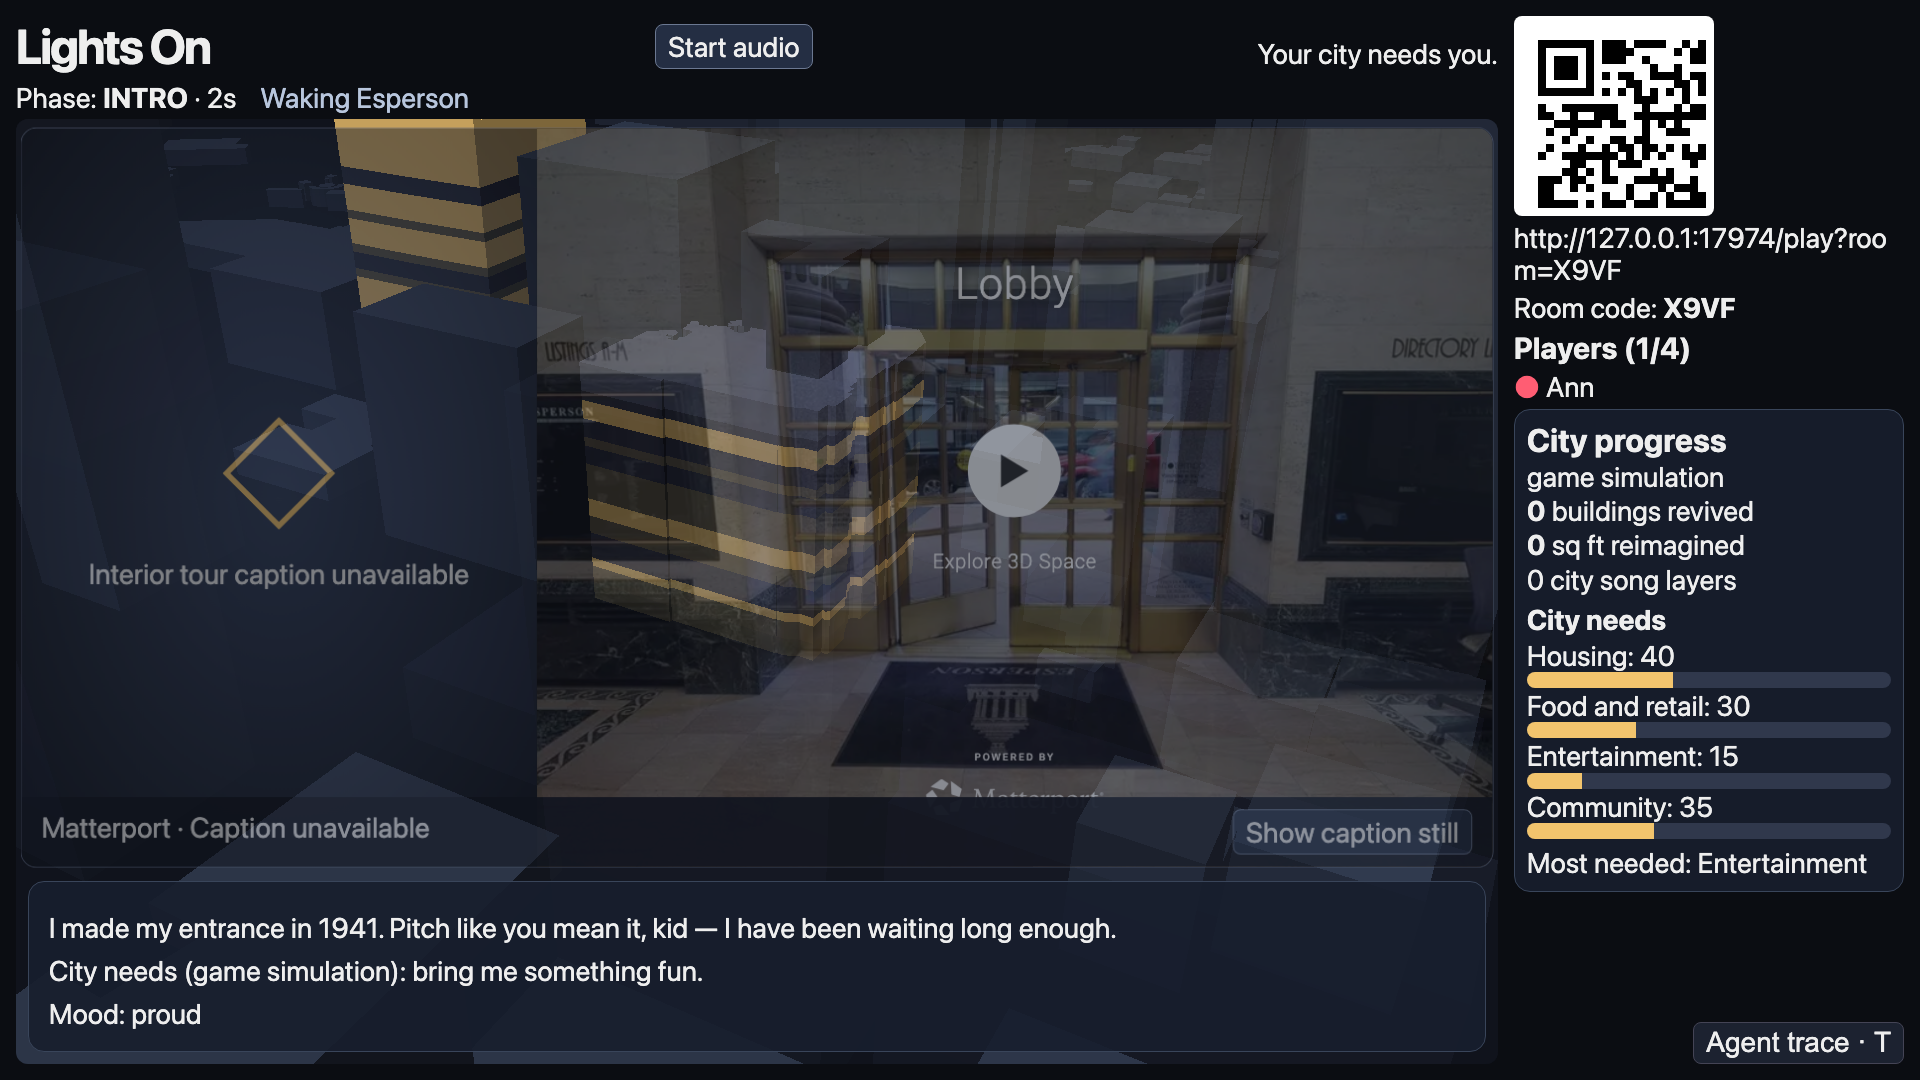 Lights On
Start audio
Your city needs you.
Phase: INTRO · 2s Waking Esperson
http://127.0.0.1:17974/play?roo
m=X9VF
Room code: X9VF
Players (1/4)
Ann
City progress
game simulation
0 buildings revived
0 sq ft reimagined
0 city song layers
City needs
Housing: 40
Food and retail: 30
Entertainment: 15
Community: 35
Most needed: Entertainment
Lobby
LISTINGS A-M
DIRECTORY
Explore 3D Space
Interior tour caption unavailable
ESPERSON
POWERED BY
Matterport
Matterport · Caption unavailable
Show caption still
I made my entrance in 1941. Pitch like you mean it, kid — I have been waiting long enough.
City needs (game simulation): bring me something fun.
Mood: proud
Agent trace · T